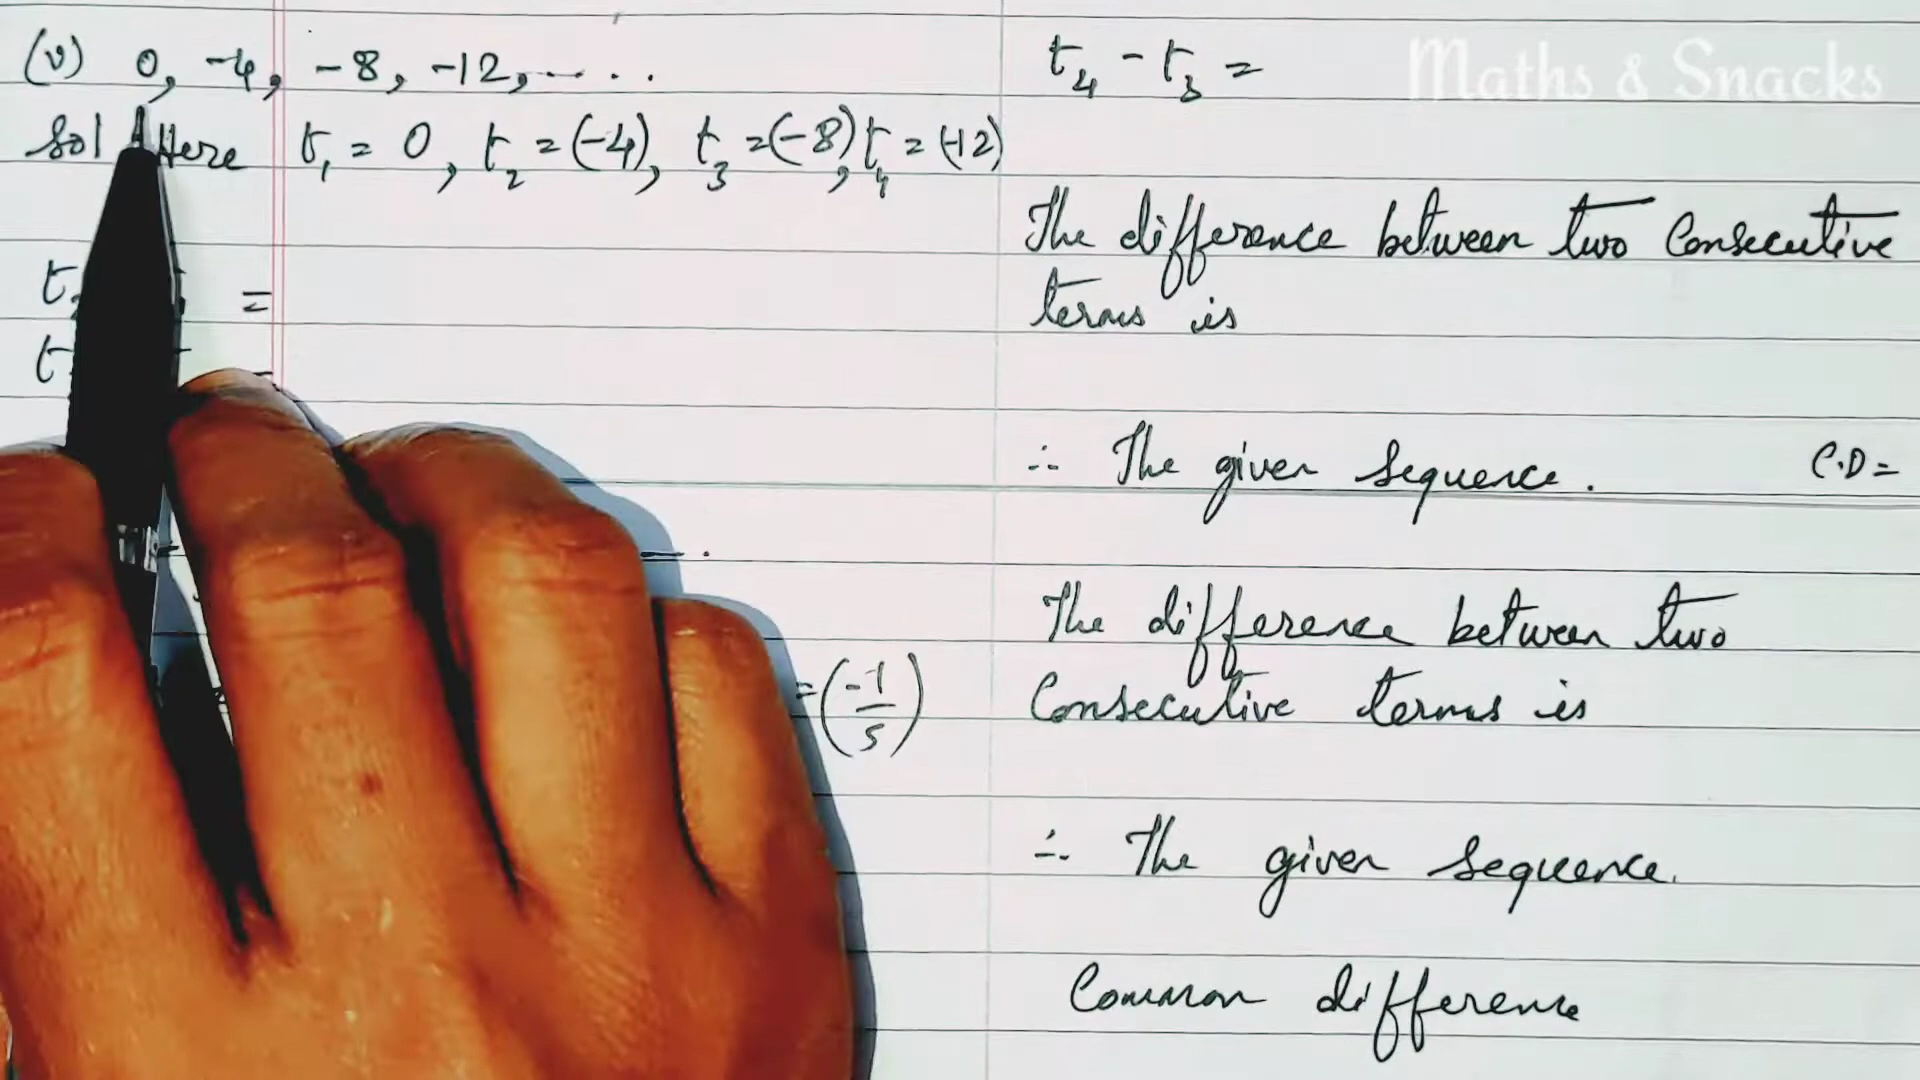 (v) 0, -4, -8, -12, ... .
Sol Here t₁ = 0, t₂ = (-4), t₃ = (-8), t₄ = (-12)
t =
t =
= (-1/5)
Maths & Snacks
t₄ - t₃ =
The difference between two Consecutive
terms is
∴ The given Sequence. C.D =
The difference between two
Consecutive terms is
∴ The given Sequence.
Common difference